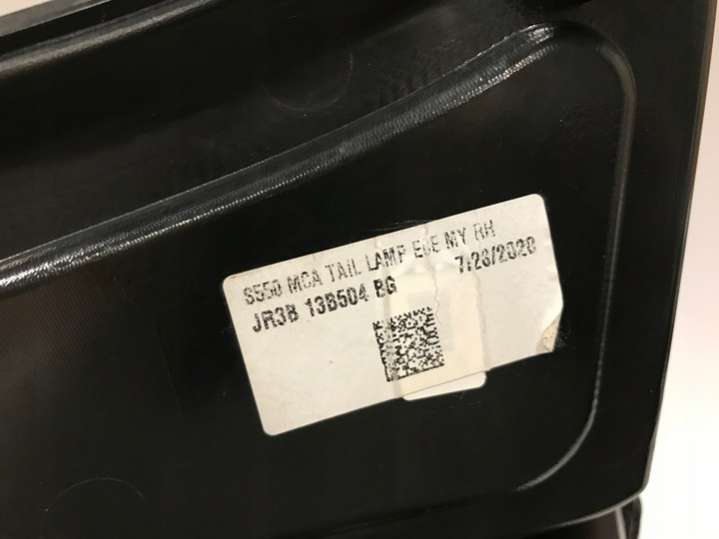 S550 MCA TAIL LAMP ECE MY RH
JR3B 13B504 BG 7/28/2020